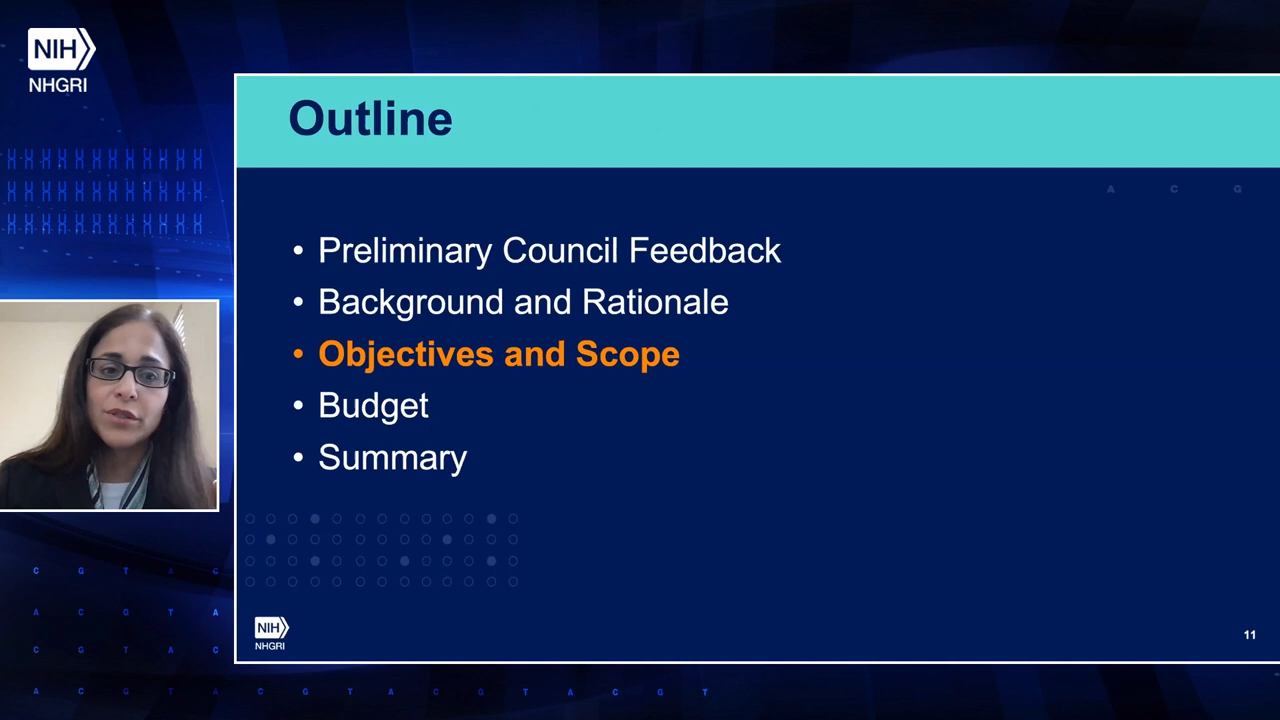 NIH
NHGRI
Outline
A C G
• Preliminary Council Feedback
• Background and Rationale
• Objectives and Scope
• Budget
• Summary
C G T A C
A C G T A
C G T A C
NIH
NHGRI
11
A C G T A C G T A C G T A C G T